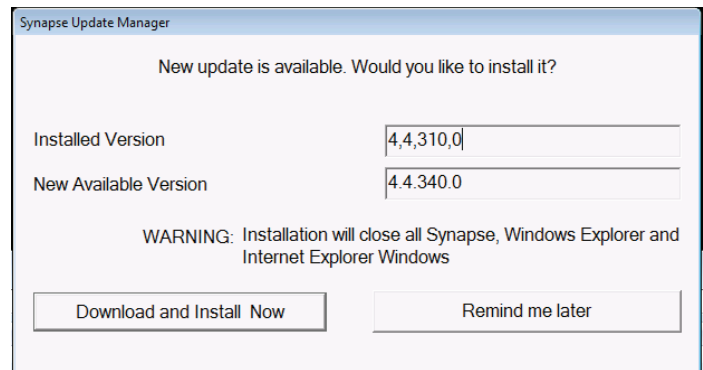 Synapse Update Manager
New update is available. Would you like to install it?
Installed Version 4,4,310,0
New Available Version 4.4.340.0
WARNING: Installation will close all Synapse, Windows Explorer and
Internet Explorer Windows
Download and Install Now Remind me later